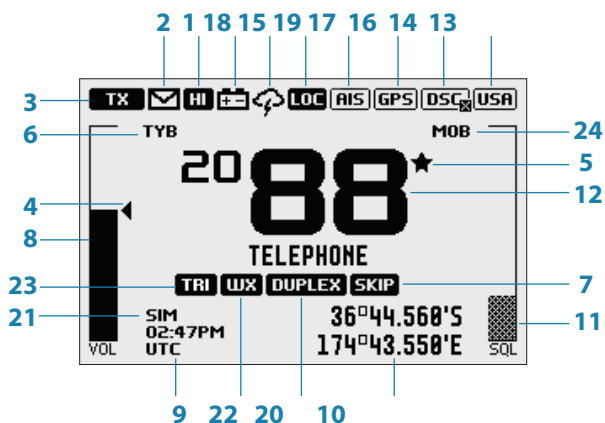 2 1 18 15 19 17 16 14 13
3 TX HI LOC AIS GPS DSC USA
6 TYB MOB 24
20 88 5
12
4
8
TELEPHONE
23 TRI WX DUPLEX SKIP 7
21 SIM 36°44.560'S
02:47PM 11
VOL UTC 174°43.550'E SQL
9 22 20 10